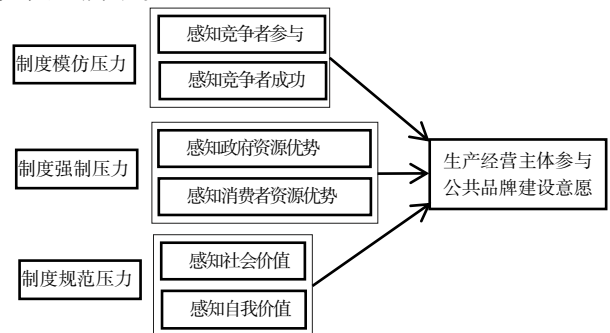 感知竞争者参与
制度模仿压力
感知竞争者成功
感知政府资源优势
制度强制压力
感知消费者资源优势
生产经营主体参与
公共品牌建设意愿
感知社会价值
制度规范压力
感知自我价值